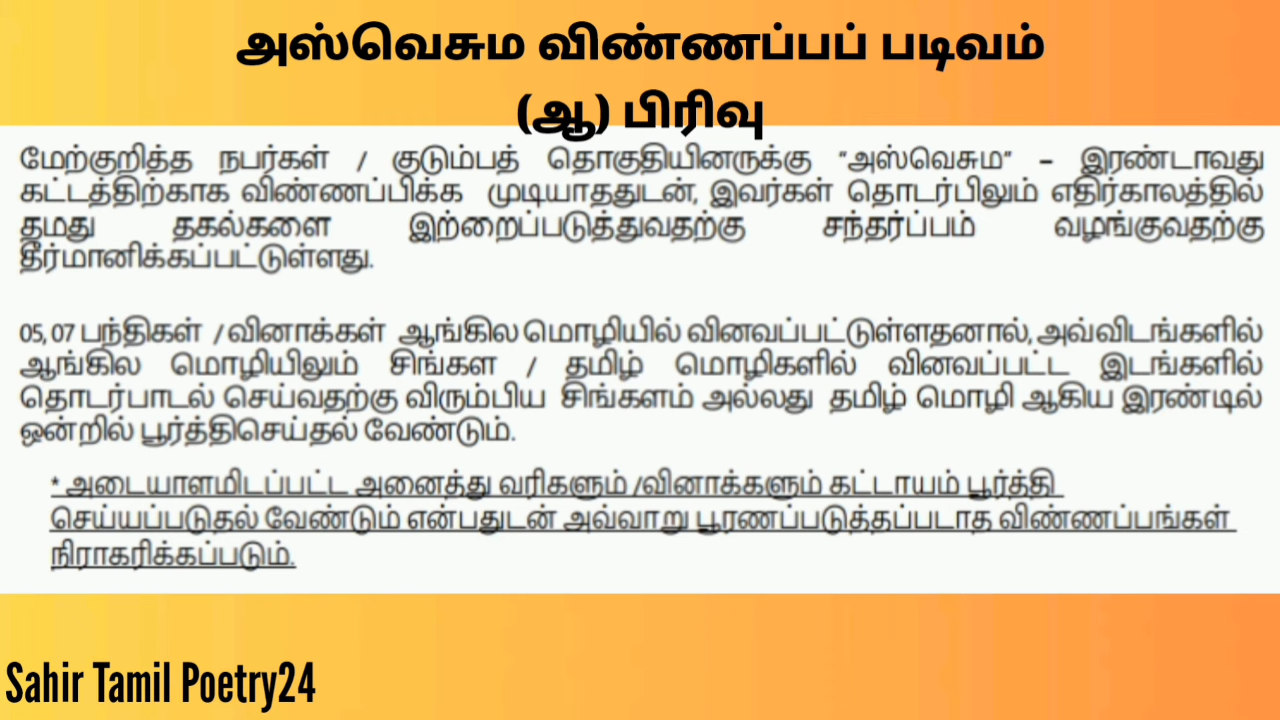 அஸ்வெசும விண்ணப்பப் படிவம்
(ஆ) பிரிவு
மேற்குறித்த நபர்கள் / குடும்பத் தொகுதியினருக்கு “அஸ்வெசும” – இரண்டாவது
கட்டத்திற்காக விண்ணப்பிக்க முடியாததுடன், இவர்கள் தொடர்பிலும் எதிர்காலத்தில்
தமது தகல்களை இற்றைப்படுத்துவதற்கு சந்தர்ப்பம் வழங்குவதற்கு
தீர்மானிக்கப்பட்டுள்ளது.
05, 07 பந்திகள் / வினாக்கள் ஆங்கில மொழியில் வினவப்பட்டுள்ளதனால், அவ்விடங்களில்
ஆங்கில மொழியிலும் சிங்கள / தமிழ் மொழிகளில் வினவப்பட்ட இடங்களில்
தொடர்பாடல் செய்வதற்கு விரும்பிய சிங்களம் அல்லது தமிழ் மொழி ஆகிய இரண்டில்
ஒன்றில் பூர்த்திசெய்தல் வேண்டும்.
* அடையாளமிடப்பட்ட அனைத்து வரிகளும் /வினாக்களும் கட்டாயம் பூர்த்தி
செய்யப்படுதல் வேண்டும் என்பதுடன் அவ்வாறு பூரணப்படுத்தப்படாத விண்ணப்பங்கள்
நிராகரிக்கப்படும்.
Sahir Tamil Poetry24